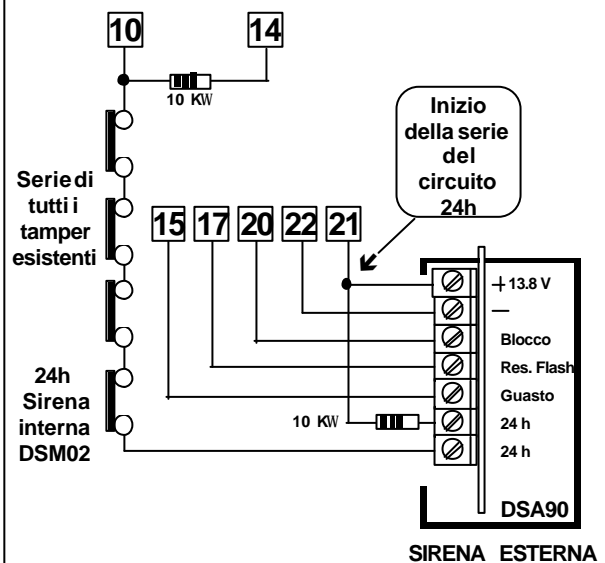 10 14
10 KW
Inizio
della serie
del
circuito
24h
Serie di
tutti i
tamper
esistenti
15 17 20 22 21
+ 13.8 V
—
Blocco
Res. Flash
Guasto
24 h
24 h
10 KW
24h
Sirena
interna
DSM02
DSA90
SIRENA ESTERNA